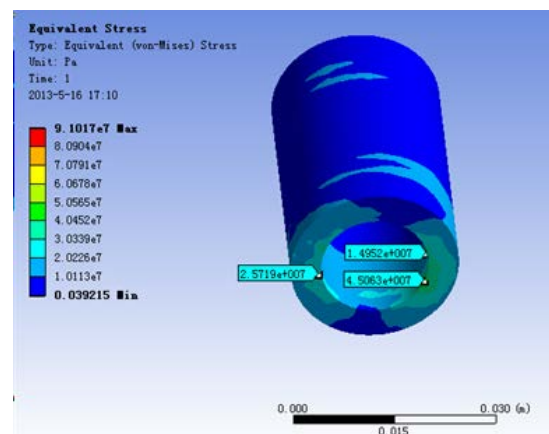 Equivalent Stress
Type: Equivalent (von-Mises) Stress
Unit: Pa
Time: 1
2013-5-16 17:10
9.1017e7 Max
8.0904e7
7.0791e7
6.0678e7
5.0565e7
4.0452e7
3.0339e7
2.0226e7
1.0113e7
0.039215 Min
1.4952e+007
2.5719e+007
4.5063e+007
0.000
0.030 (m)
0.015